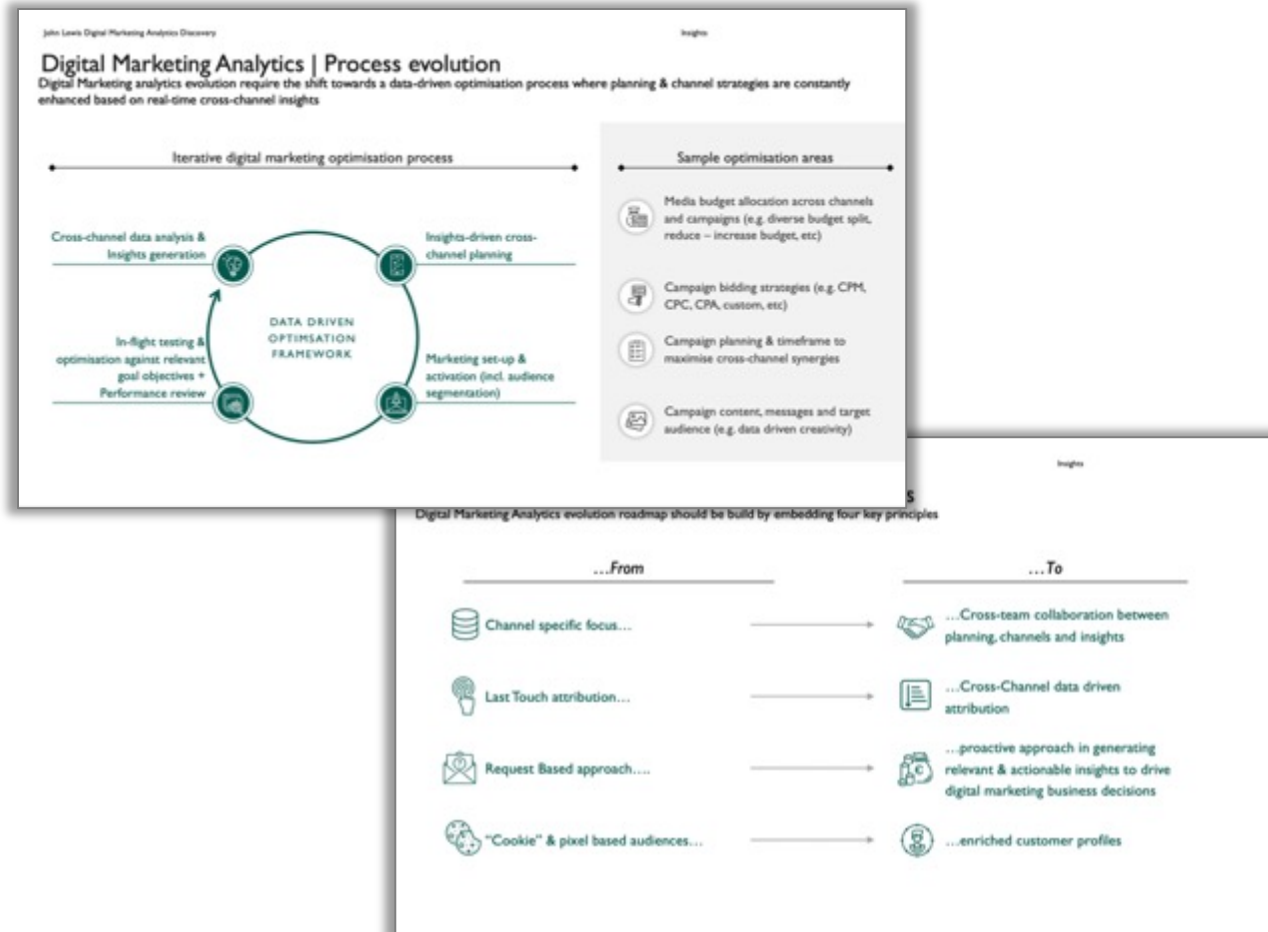 John Lewis Digital Marketing Analytics Discovery
Insights
Digital Marketing Analytics | Process evolution
Digital Marketing analytics evolution require the shift towards a data-driven optimisation process where planning & channel strategies are constantly
enhanced based on real-time cross-channel insights
Iterative digital marketing optimisation process
Cross-channel data analysis &
Insights generation
Insights-driven cross-
channel planning
DATA DRIVEN
OPTIMSATION
FRAMEWORK
In-flight testing &
optimisation against relevant
goal objectives +
Performance review
Marketing set-up &
activation (incl. audience
segmentation)
Sample optimisation areas
Media budget allocation across channels
and campaigns (e.g. diverse budget split,
reduce – increase budget, etc)
Campaign bidding strategies (e.g. CPM,
CPC, CPA, custom, etc)
Campaign planning & timeframe to
maximise cross-channel synergies
Campaign content, messages and target
audience (e.g. data driven creativity)
Insights
s
Digital Marketing Analytics evolution roadmap should be build by embedding four key principles
…From
…To
Channel specific focus…
…Cross-team collaboration between
planning, channels and insights
Last Touch attribution…
…Cross-Channel data driven
attribution
Request Based approach….
…proactive approach in generating
relevant & actionable insights to drive
digital marketing business decisions
“Cookie” & pixel based audiences…
…enriched customer profiles